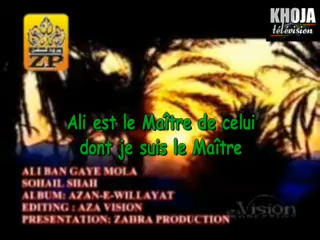 KHOJA
télévision
ZP
Ali est le Maître de celui
dont je suis le Maître
ALI BAN GAYE MOLA
SOHAIL SHAH
ALBUM: AZAN-E-WILLAYAT
EDITING : AZA VISION
PRESENTATION: ZAHRA PRODUCTION
Vision